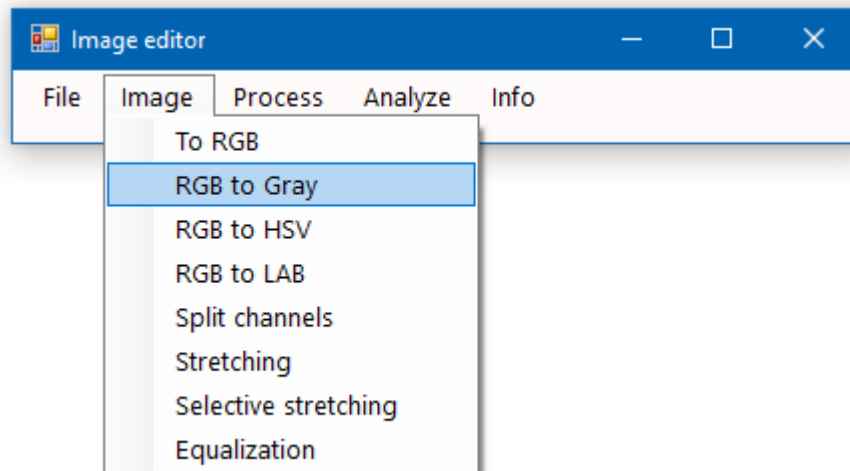 Image editor
File Image Process Analyze Info
To RGB
RGB to Gray
RGB to HSV
RGB to LAB
Split channels
Stretching
Selective stretching
Equalization